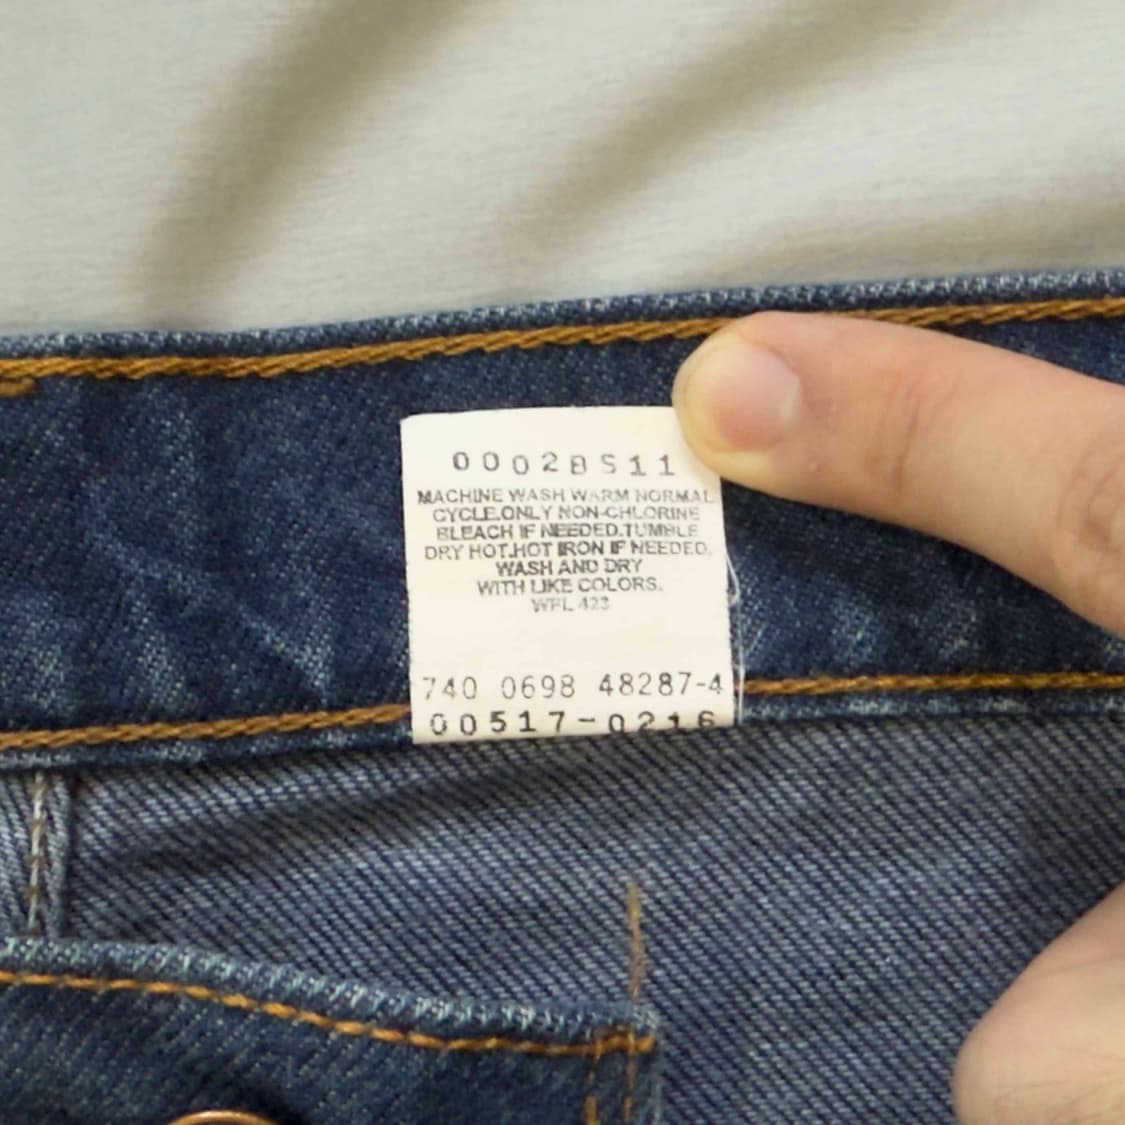 0002BS11
MACHINE WASH WARM NORMAL
CYCLE.ONLY NON-CHLORINE
BLEACH IF NEEDED.TUMBLE
DRY HOT.HOT IRON IF NEEDED.
WASH AND DRY
WITH LIKE COLORS.
WPL 423
740 0698 48287-4
00517-0216